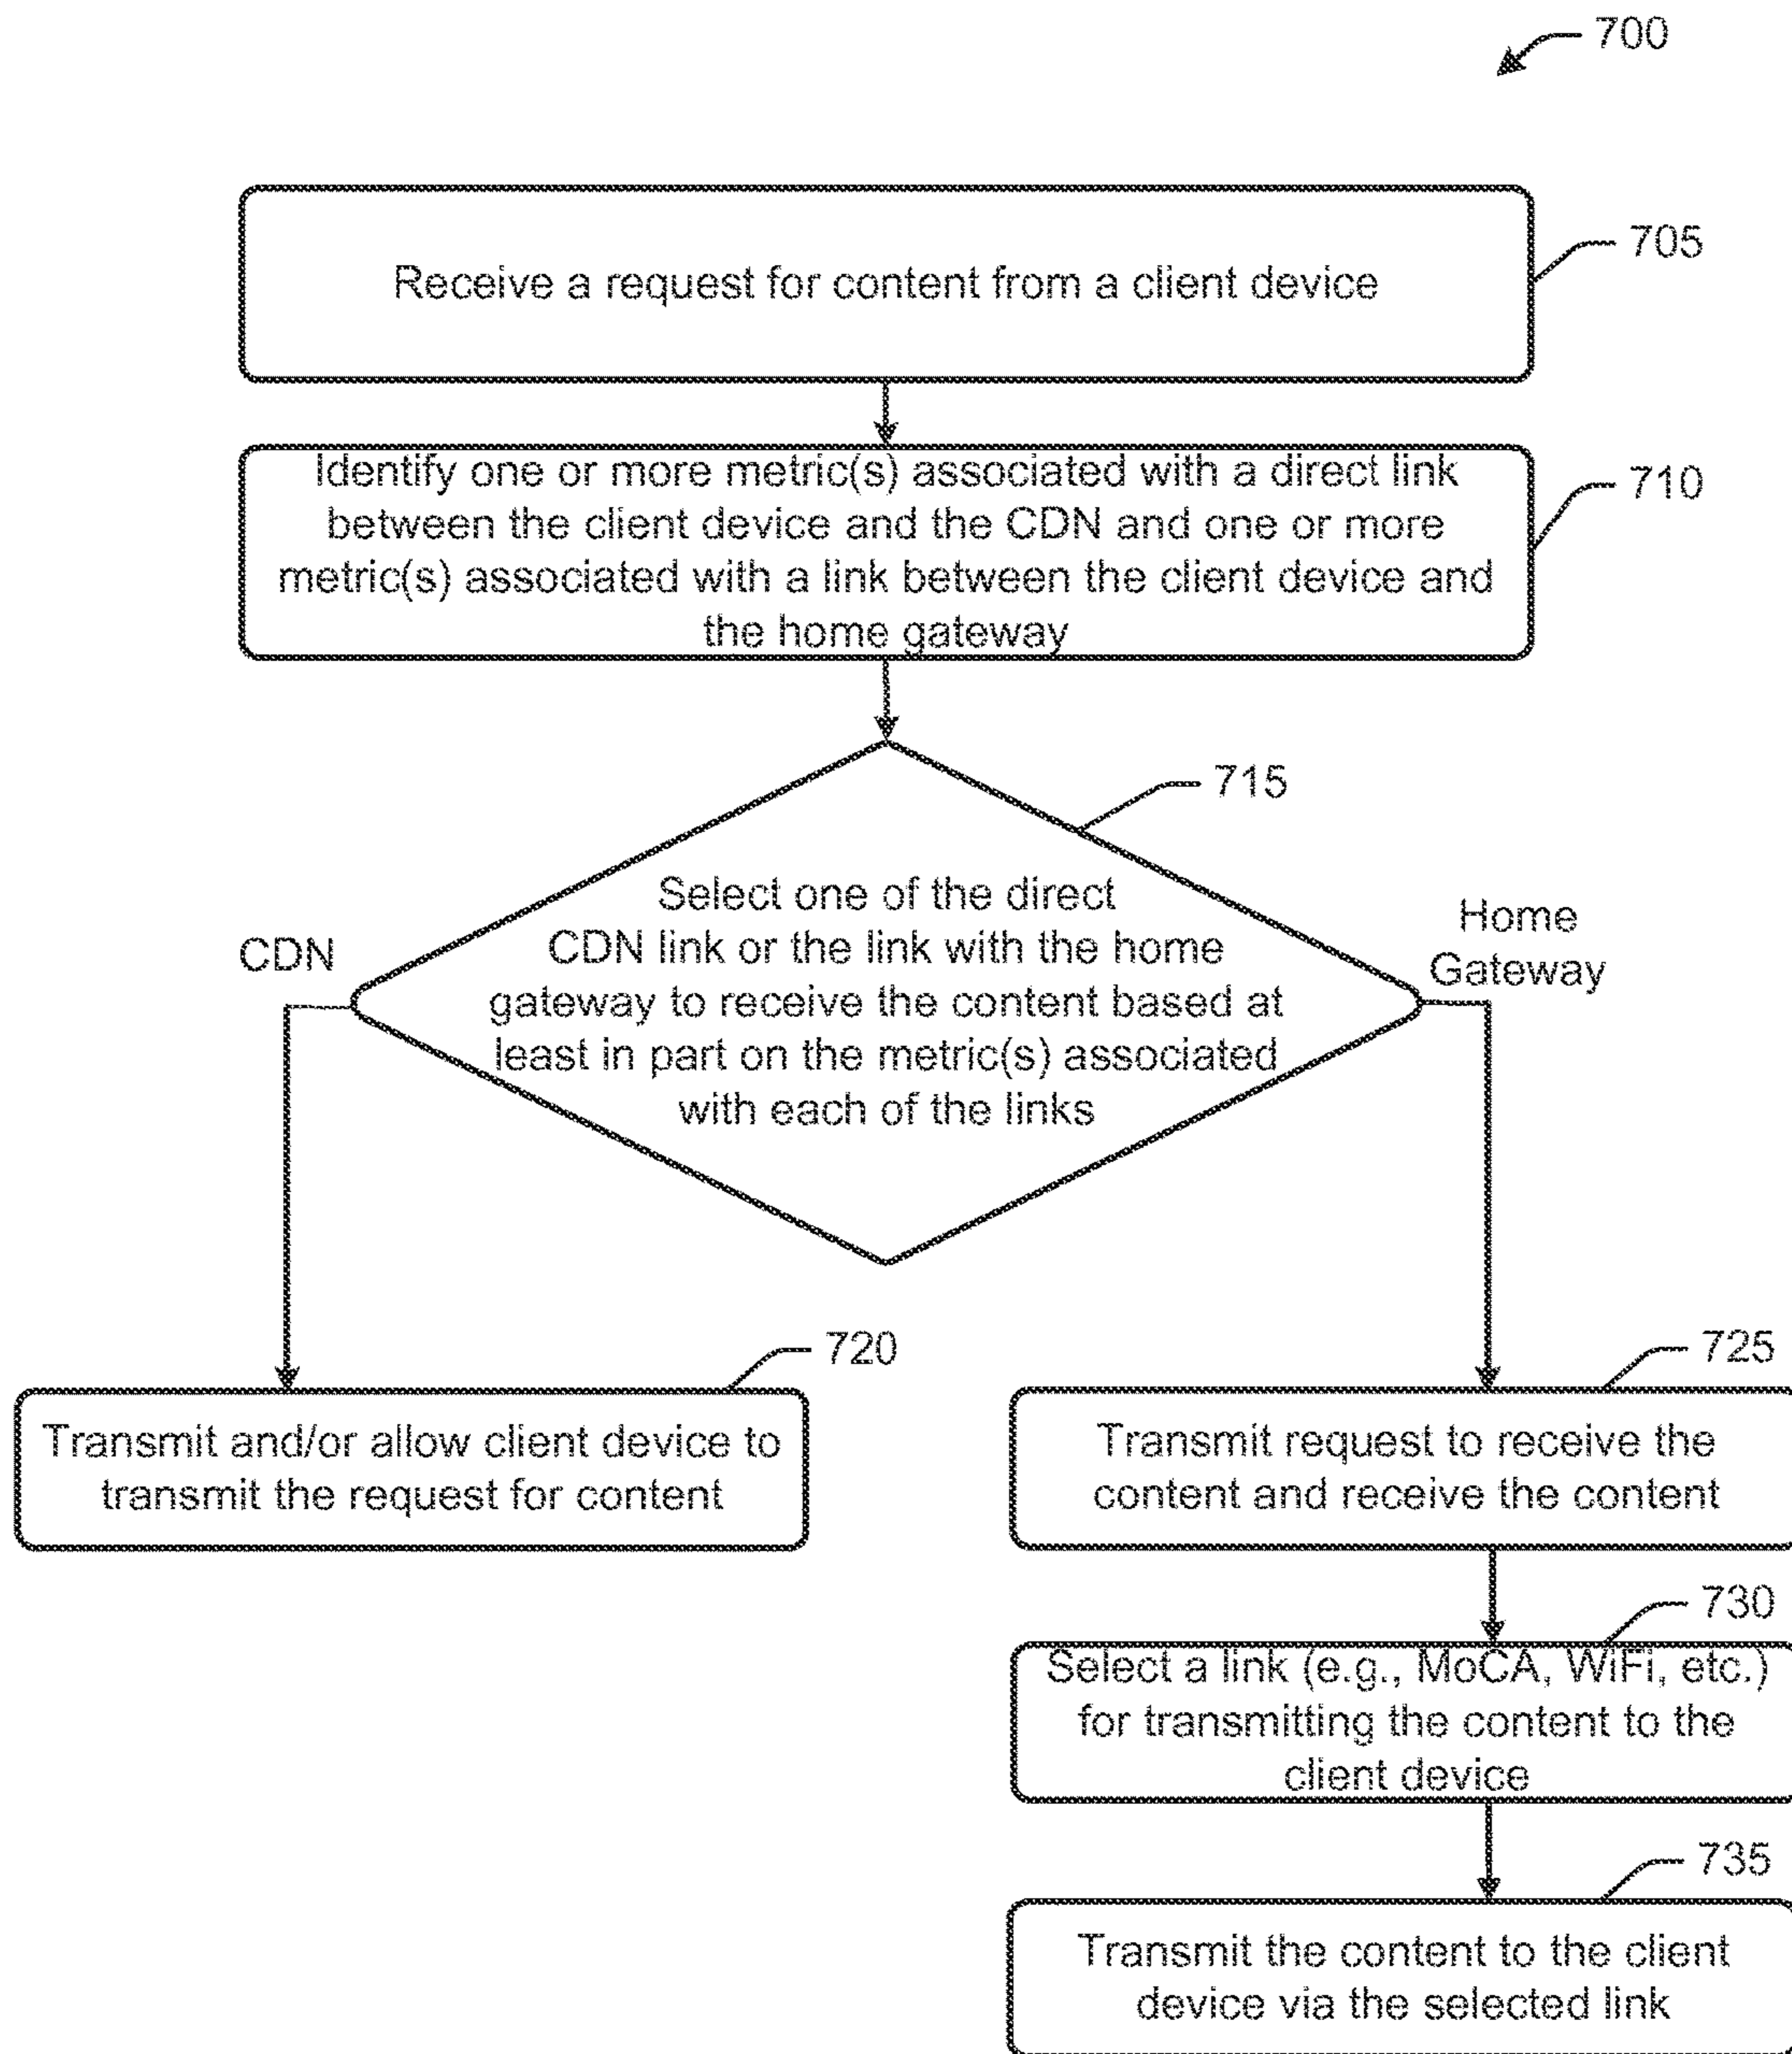 700
Receive a request for content from a client device
705
Identify one or more metric(s) associated with a direct link
between the client device and the CDN and one or more
metric(s) associated with a link between the client device and
the home gateway
710
715
Select one of the direct
CDN link or the link with the home
gateway to receive the content based at
least in part on the metric(s) associated
with each of the links
CDN
Home
Gateway
720
Transmit and/or allow client device to
transmit the request for content
725
Transmit request to receive the
content and receive the content
730
Select a link (e.g., MoCA, WiFi, etc.)
for transmitting the content to the
client device
735
Transmit the content to the client
device via the selected link